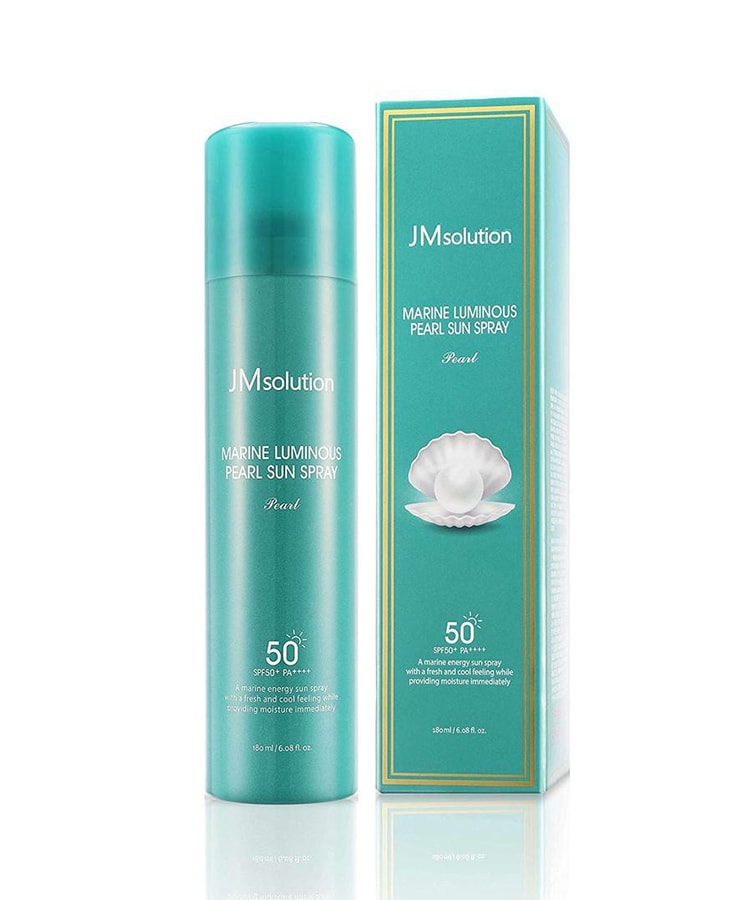 JMsolution
MARINE LUMINOUS
PEARL SUN SPRAY
Pearl
50
SPF50+ PA++++
A marine energy sun spray
with a fresh and cool feeling while
providing moisture immediately
180 ml / 6.08 fl. oz.
JMsolution
MARINE LUMINOUS
PEARL SUN SPRAY
Pearl
50
SPF50+ PA++++
A marine energy sun spray
with a fresh and cool feeling while
providing moisture immediately
180 ml / 6.08 fl. oz.